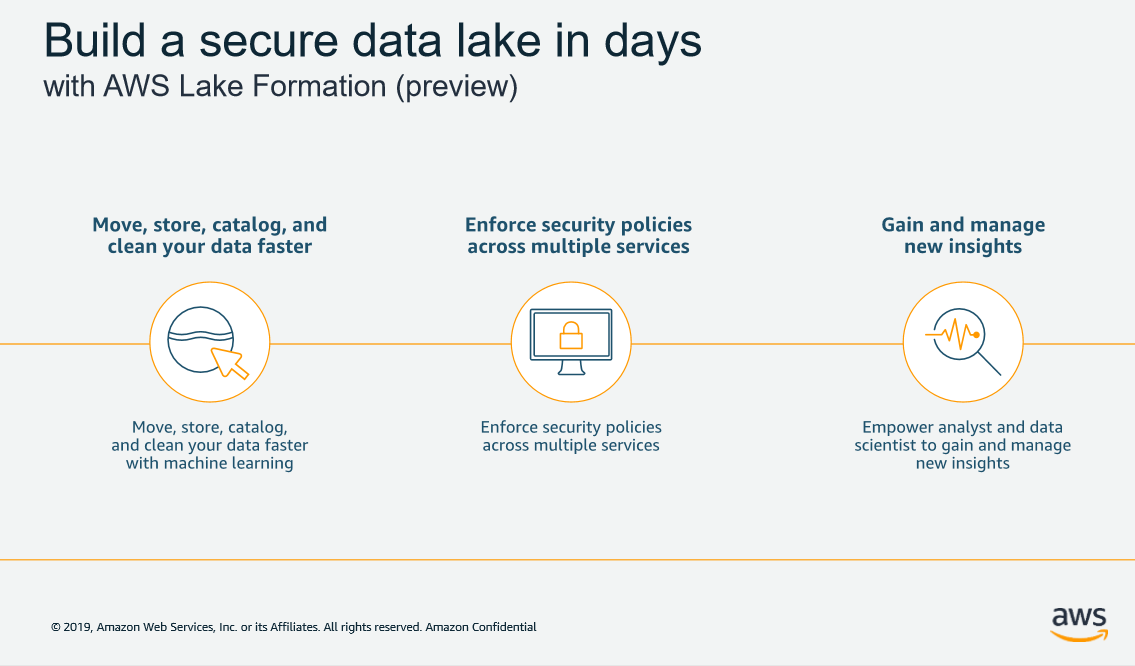 Build a secure data lake in days
with AWS Lake Formation (preview)
Move, store, catalog, and
clean your data faster
Move, store, catalog,
and clean your data faster
with machine learning
Enforce security policies
across multiple services
Enforce security policies
across multiple services
Gain and manage
new insights
Empower analyst and data
scientist to gain and manage
new insights
© 2019, Amazon Web Services, Inc. or its Affiliates. All rights reserved. Amazon Confidential
aws